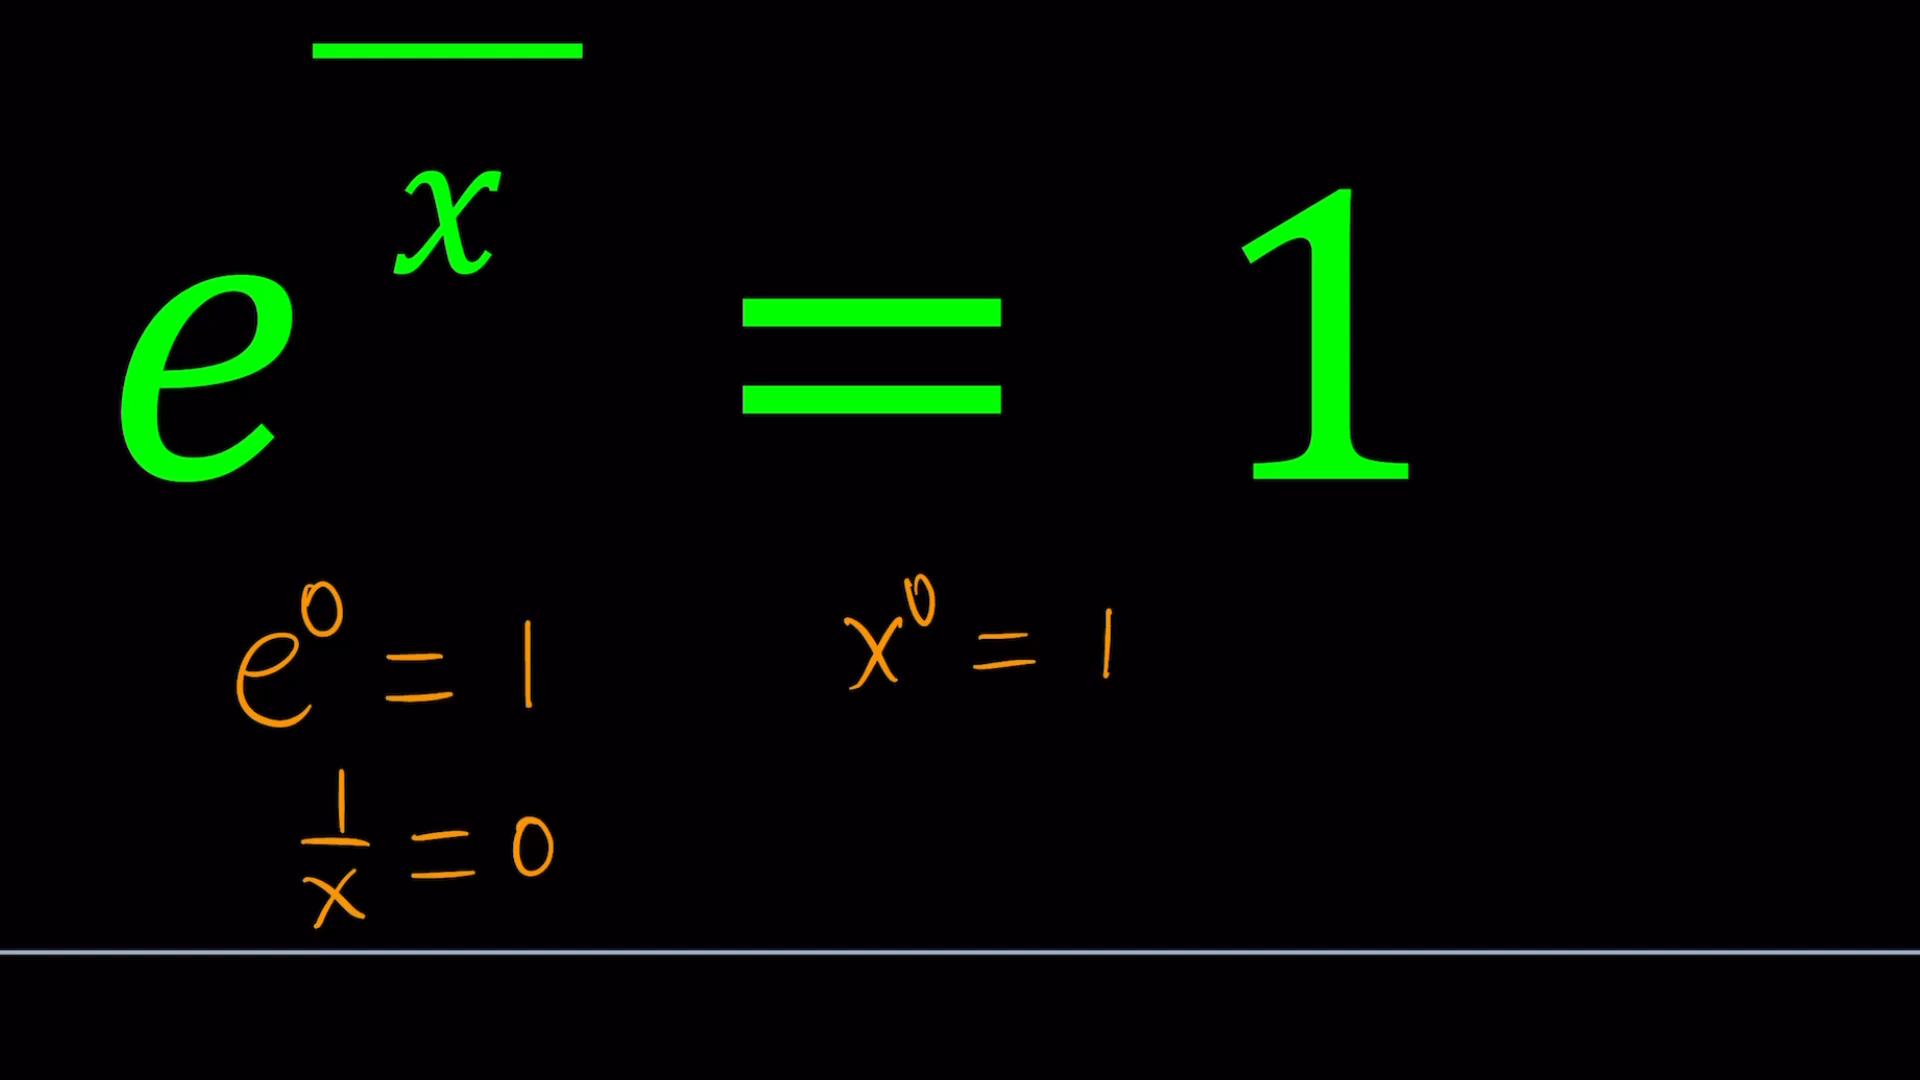 e^x = 1
e^0 = 1 x^0 = 1
1/x = 0